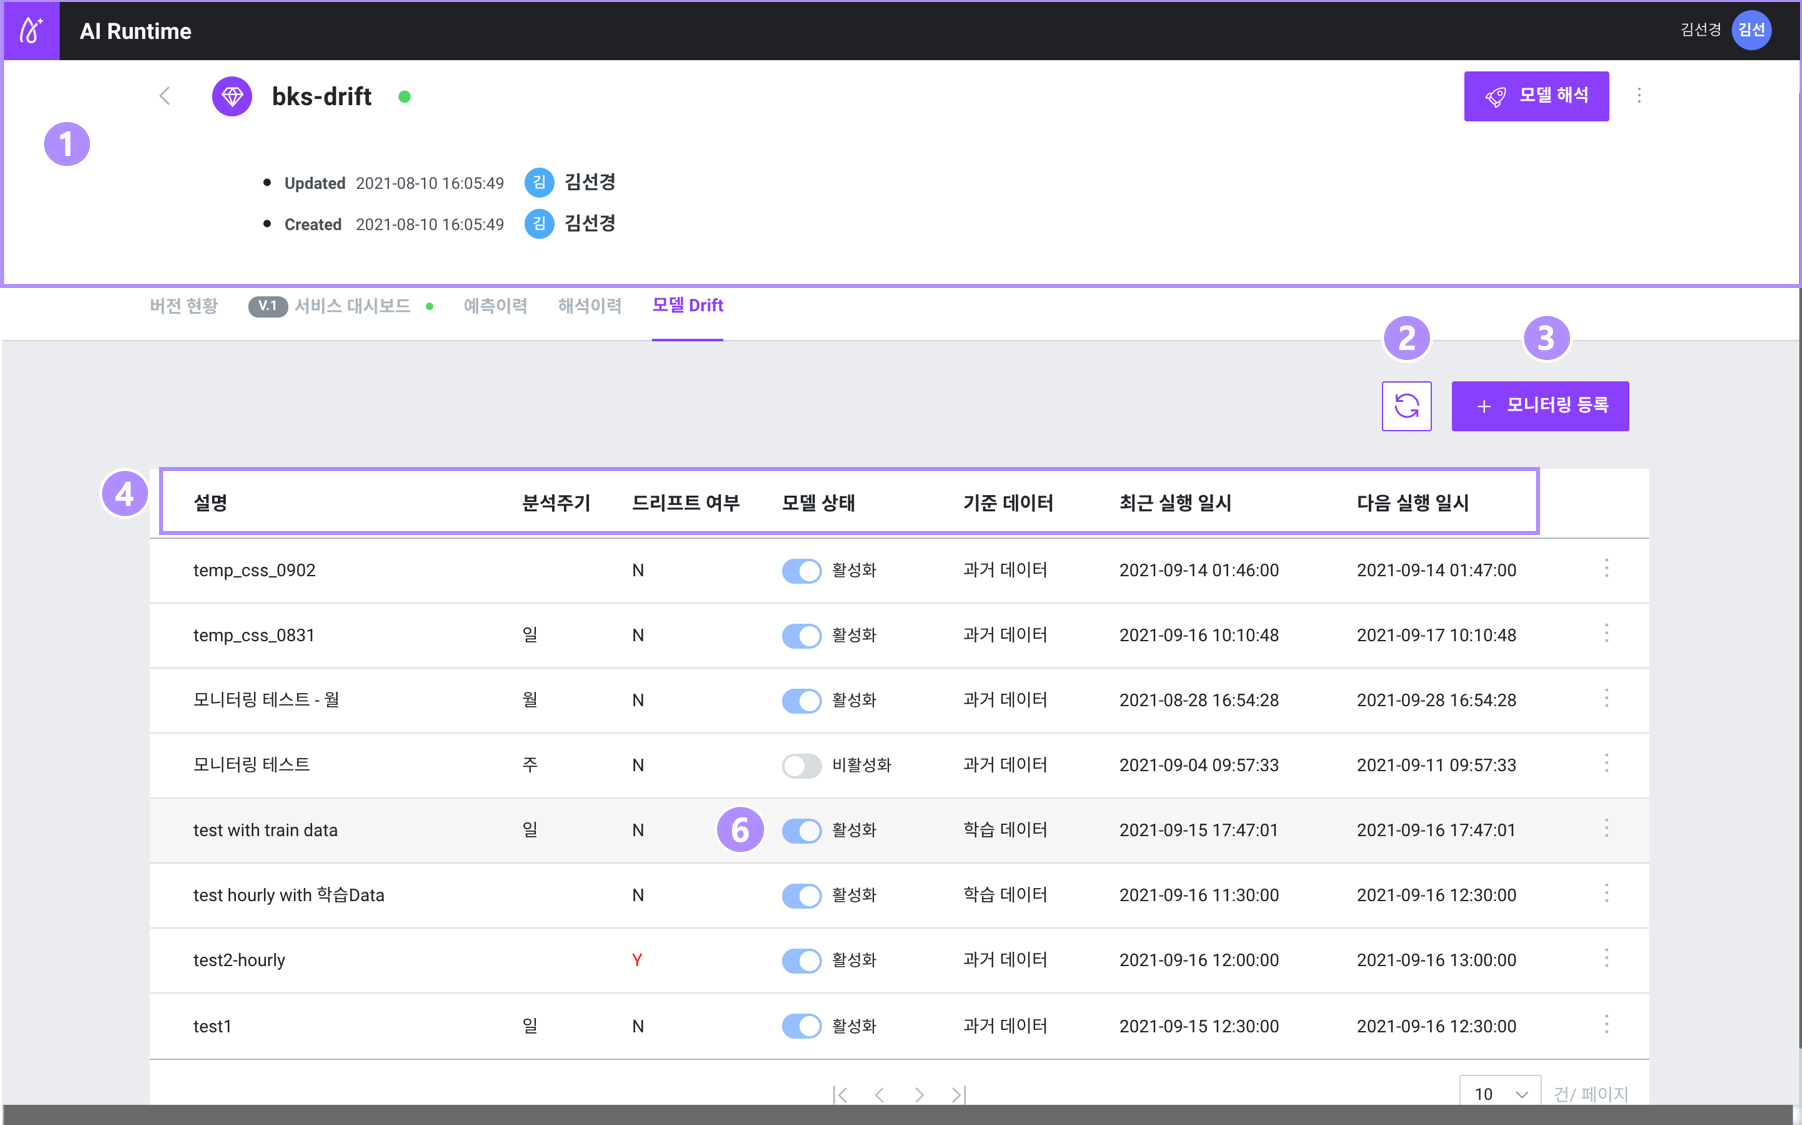 AI Runtime 김선경 김선
bks-drift 모델 해석
1
Updated 2021-08-10 16:05:49 김 김선경
Created 2021-08-10 16:05:49 김 김선경
버전 현황 V.1 서비스 대시보드 예측이력 해석이력 모델 Drift
2 3
+ 모니터링 등록
4 설명 분석주기 드리프트 여부 모델 상태 기준 데이터 최근 실행 일시 다음 실행 일시
temp_css_0902 N 활성화 과거 데이터 2021-09-14 01:46:00 2021-09-14 01:47:00
temp_css_0831 일 N 활성화 과거 데이터 2021-09-16 10:10:48 2021-09-17 10:10:48
모니터링 테스트 - 월 월 N 활성화 과거 데이터 2021-08-28 16:54:28 2021-09-28 16:54:28
모니터링 테스트 주 N 비활성화 과거 데이터 2021-09-04 09:57:33 2021-09-11 09:57:33
test with train data 일 N 6 활성화 학습 데이터 2021-09-15 17:47:01 2021-09-16 17:47:01
test hourly with 학습Data N 활성화 학습 데이터 2021-09-16 11:30:00 2021-09-16 12:30:00
test2-hourly Y 활성화 과거 데이터 2021-09-16 12:00:00 2021-09-16 13:00:00
test1 일 N 활성화 과거 데이터 2021-09-15 12:30:00 2021-09-16 12:30:00
10 건/ 페이지